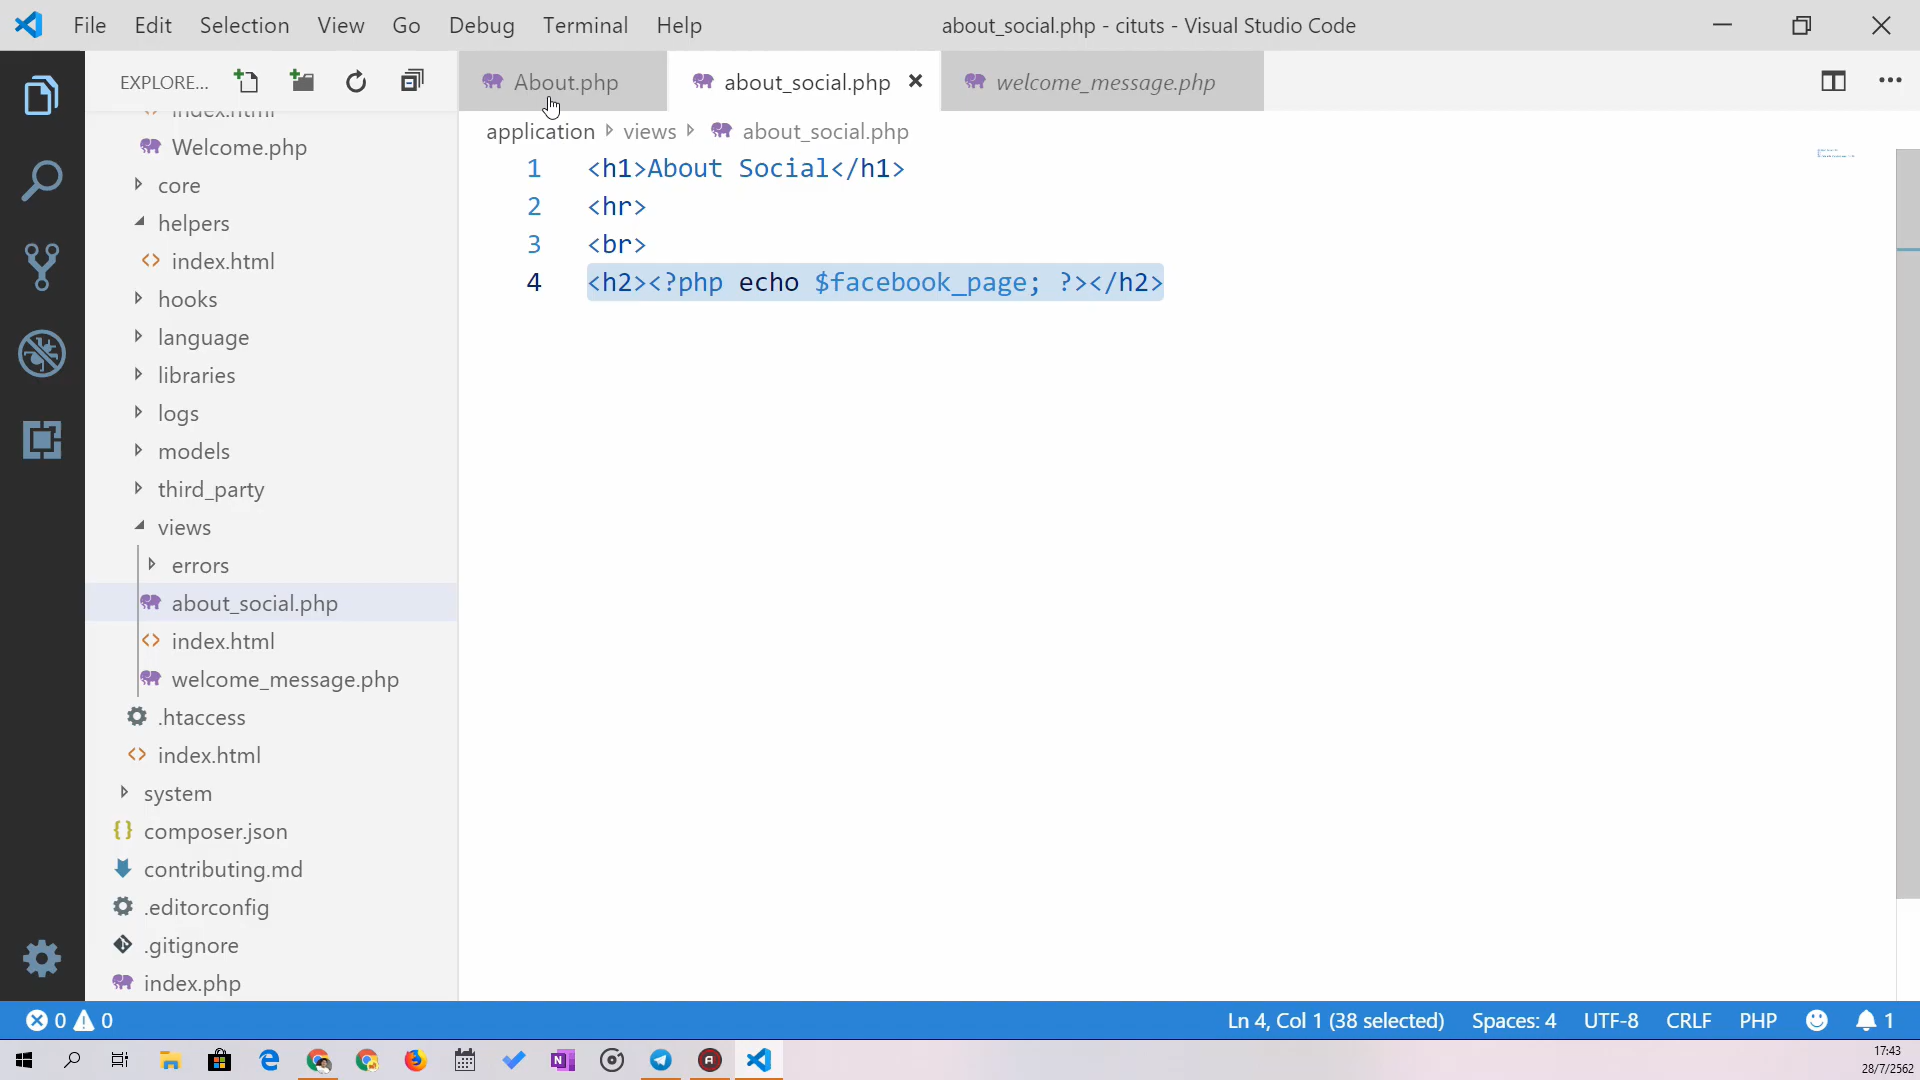 File Edit Selection View Go Debug Terminal Help
about_social.php - cituts - Visual Studio Code
EXPLORE...
index.html
Welcome.php
core
helpers
index.html
hooks
language
libraries
logs
models
third_party
views
errors
about_social.php
index.html
welcome_message.php
.htaccess
index.html
system
composer.json
contributing.md
.editorconfig
.gitignore
index.php
About.php
about_social.php
welcome_message.php
application views about_social.php
1 <h1>About Social</h1>
2 <hr>
3 <br>
4 <h2><?php echo $facebook_page; ?></h2>
0 0
Ln 4, Col 1 (38 selected) Spaces: 4 UTF-8 CRLF PHP 1
17:43
28/7/2562